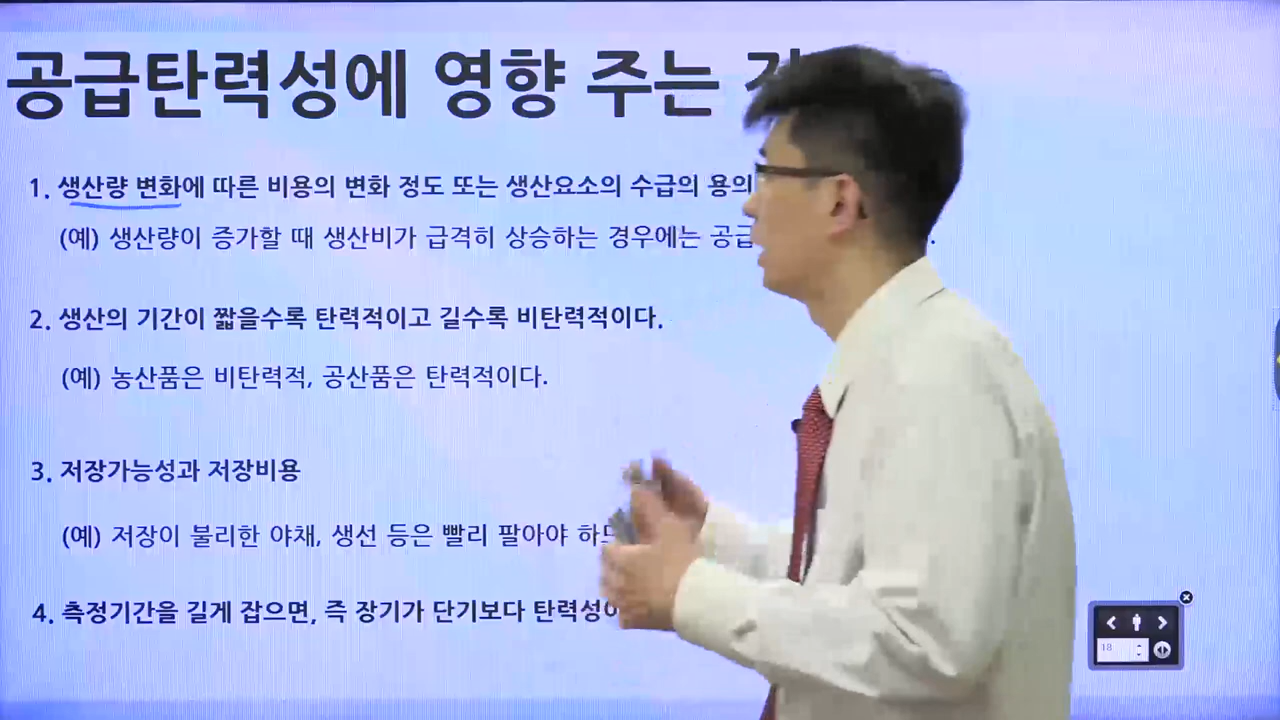 공급탄력성에 영향 주는
1. 생산량 변화에 따른 비용의 변화 정도 또는 생산요소의 수급의 용의
(예) 생산량이 증가할 때 생산비가 급격히 상승하는 경우에는 공급
2. 생산의 기간이 짧을수록 탄력적이고 길수록 비탄력적이다.
(예) 농산품은 비탄력적, 공산품은 탄력적이다.
3. 저장가능성과 저장비용
(예) 저장이 불리한 야채, 생선 등은 빨리 팔아야
4. 측정기간을 길게 잡으면, 즉 장기가 단기보다 탄력성이
18